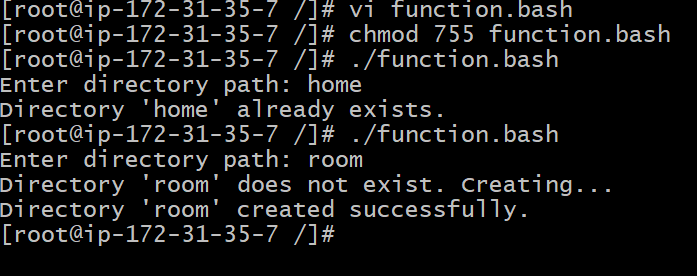 [root@ip-172-31-35-7 /]# vi function.bash
[root@ip-172-31-35-7 /]# chmod 755 function.bash
[root@ip-172-31-35-7 /]# ./function.bash
Enter directory path: home
Directory 'home' already exists.
[root@ip-172-31-35-7 /]# ./function.bash
Enter directory path: room
Directory 'room' does not exist. Creating...
Directory 'room' created successfully.
[root@ip-172-31-35-7 /]#